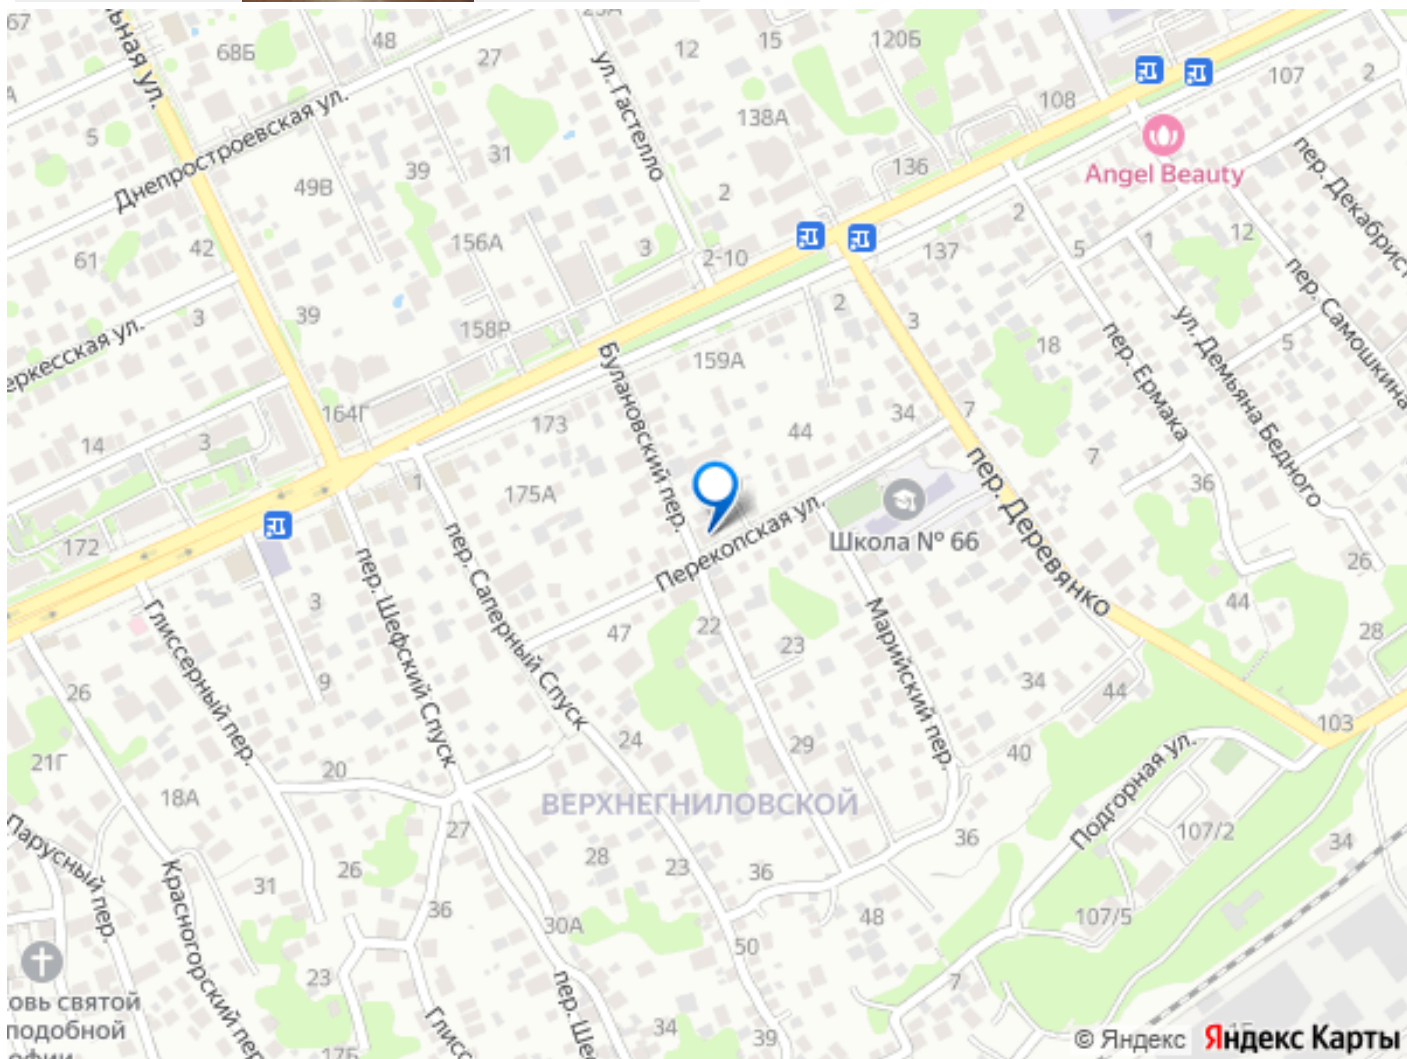 67
льная ул.
68Б
48
27
23А
12
15
120Б
107
2
108
Angel Beauty
5
Днепростроевская ул.
49В
39
31
ул. Гастелло
138А
136
2
пер. Декабрист
61
42
156А
3
2-10
137
2
5
1
12
пер. Самошкина
еркесская ул.
3
39
158Р
159А
2
3
18
пер. Ермака
ул. Демьяна Бедного
5
14
3
164Г
173
Булановский пер.
44
34
7
7
36
172
1
175А
Перекопская ул.
Школа № 66
пер. Деревянко
26
Глиссерный пер.
3
пер. Шефский Спуск
пер. Саперный Спуск
47
22
23
Марийский пер.
44
28
26
9
34
44
103
21Г
20
24
29
40
Подгорная ул.
18А
ВЕРХНЕГНИЛОВСКОЙ
27
36
107/2
34
Парусный пер.
Красногорский пер
31
26
28
23
36
36
30А
48
107/5
50
овь святой
подобной
офии
23
Глисс
пер. Ше
7
17Б
34
39
© Яндекс Яндекс Карты